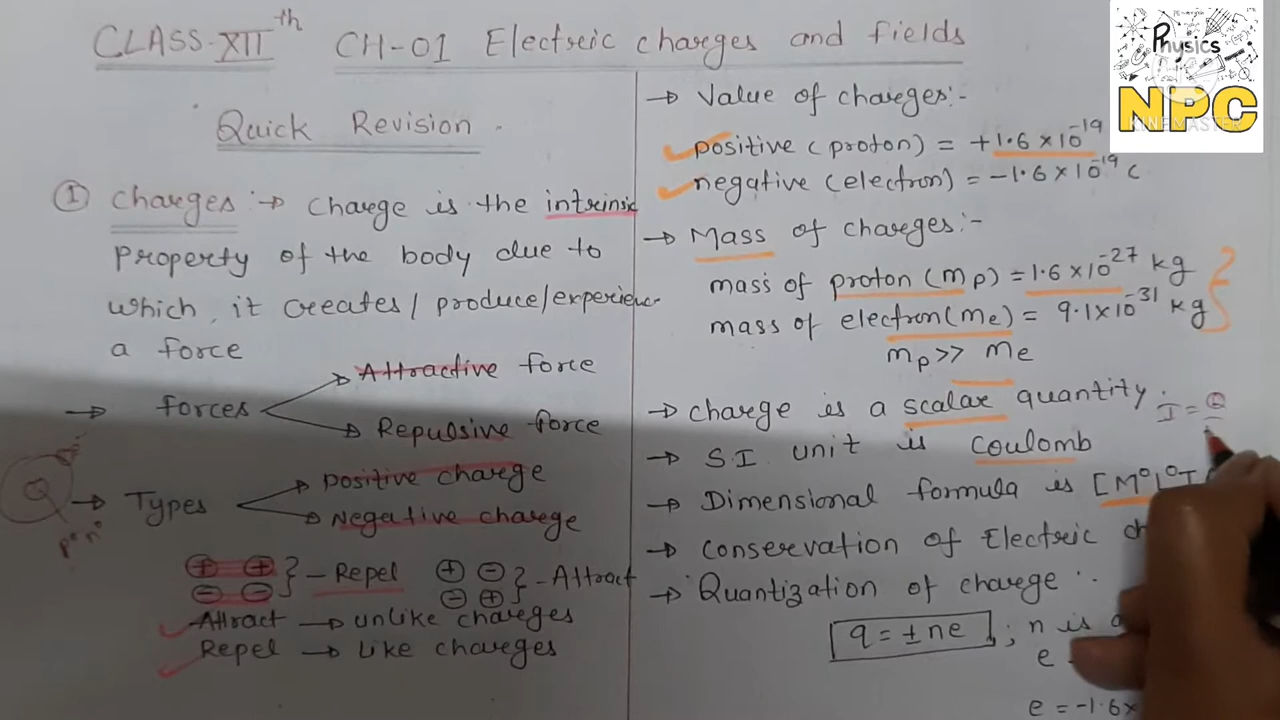 CLASS-XIIth CH-01 Electric charges and fields
Quick Revision.
① Charges :→ Charge is the intrinsic
Property of the body due to
which, it creates/ produce/experience
a force
→ forces
Attractive force
Repulsive force
→ Types
Positive charge
Negative charge
Q
e-
p+ n°
⊕ ⊕
⊖ ⊖ } - Repel
⊕ ⊖
⊖ ⊕ } - Attract
Attract → unlike charges
Repel → Like charges
→ Value of charges:-
positive (proton) = +1.6×10^-19
negative (electron) = -1.6×10^-19 C
→ Mass of charges:-
mass of proton (mp) = 1.6×10^-27 kg
mass of electron (me) = 9.1×10^-31 kg
mp >> me
→ charge is a scalar quantity.
I = Q
→ S.I unit is Coulomb
→ Dimensional formula is [M°L°T
→ Conservation of Electric ch
→ Quantization of charge :-
q = ±ne ; n is a
e
e = -1.6×
Physics
NPC
KINEMASTER